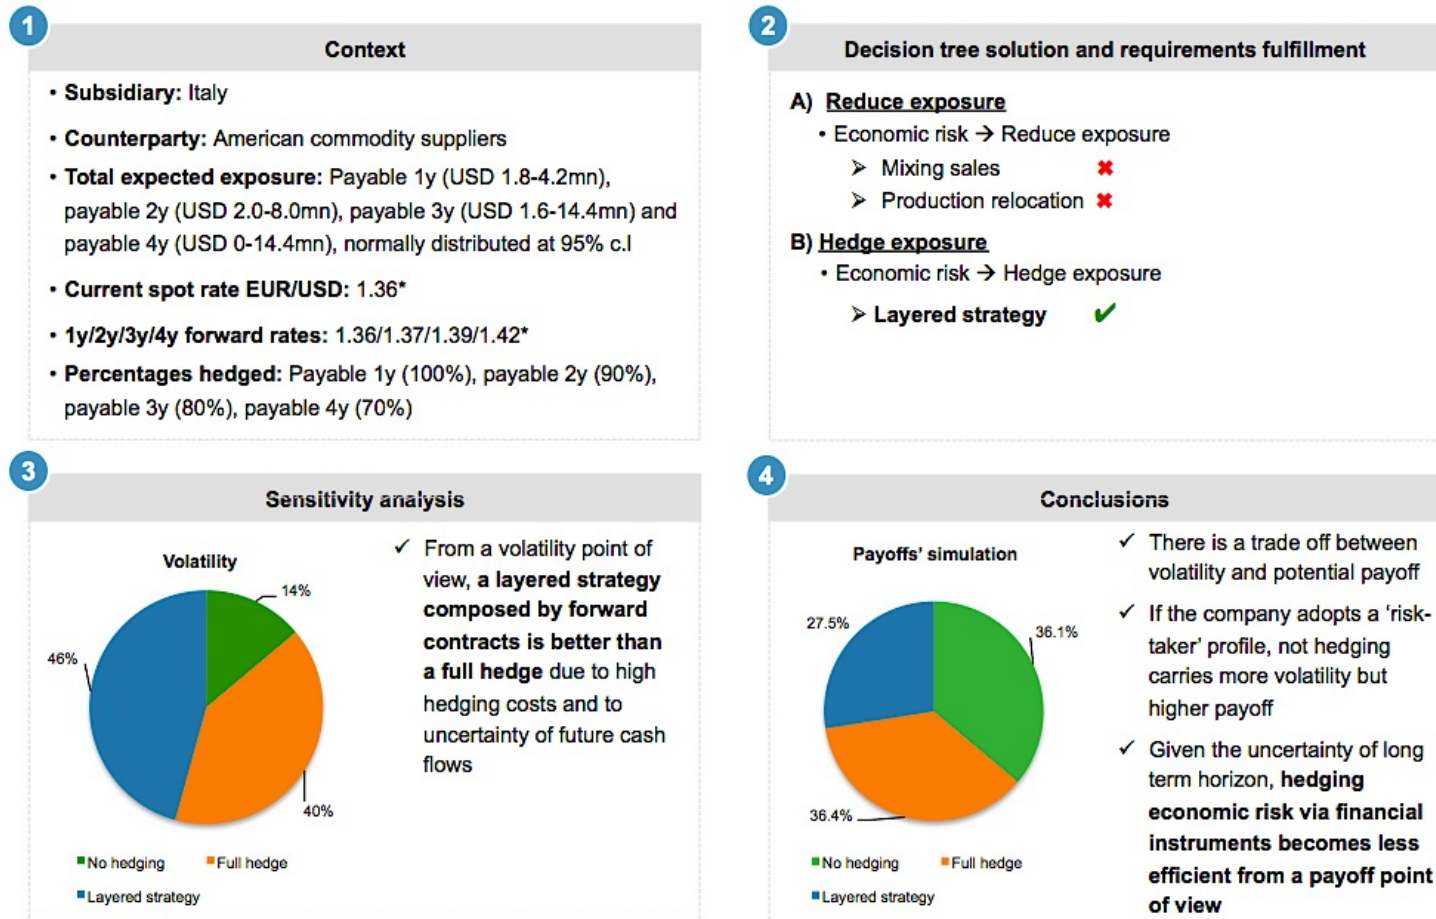 1
Context
• Subsidiary: Italy
• Counterparty: American commodity suppliers
• Total expected exposure: Payable 1y (USD 1.8-4.2mn),
payable 2y (USD 2.0-8.0mn), payable 3y (USD 1.6-14.4mn) and
payable 4y (USD 0-14.4mn), normally distributed at 95% c.l
• Current spot rate EUR/USD: 1.36*
• 1y/2y/3y/4y forward rates: 1.36/1.37/1.39/1.42*
• Percentages hedged: Payable 1y (100%), payable 2y (90%),
payable 3y (80%), payable 4y (70%)
2
Decision tree solution and requirements fulfillment
A) Reduce exposure
• Economic risk → Reduce exposure
➢ Mixing sales ✖
➢ Production relocation ✖
B) Hedge exposure
• Economic risk → Hedge exposure
➢ Layered strategy ✔
3
Sensitivity analysis
Volatility
14%
46%
40%
■No hedging ■Full hedge
■Layered strategy
✓ From a volatility point of
view, a layered strategy
composed by forward
contracts is better than
a full hedge due to high
hedging costs and to
uncertainty of future cash
flows
4
Conclusions
Payoffs' simulation
27.5%
36.1%
36.4%
■No hedging ■Full hedge
■Layered strategy
✓ There is a trade off between
volatility and potential payoff
✓ If the company adopts a 'risk-
taker' profile, not hedging
carries more volatility but
higher payoff
✓ Given the uncertainty of long
term horizon, hedging
economic risk via financial
instruments becomes less
efficient from a payoff point
of view